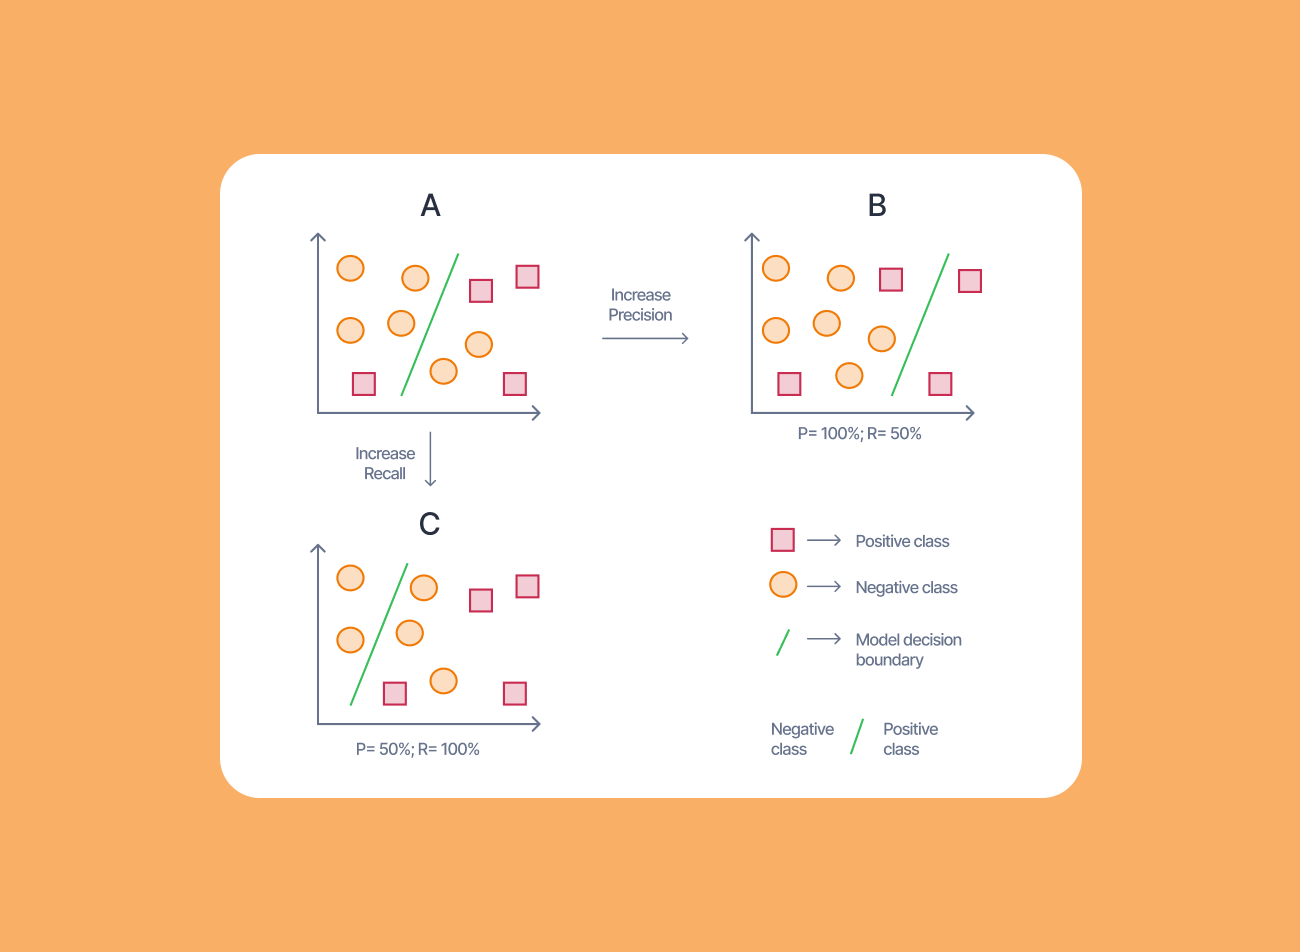 A
B
Increase
Precision
P= 100%; R= 50%
Increase
Recall
C
P= 50%; R= 100%
Positive class
Negative class
Model decision
boundary
Negative
class
Positive
class